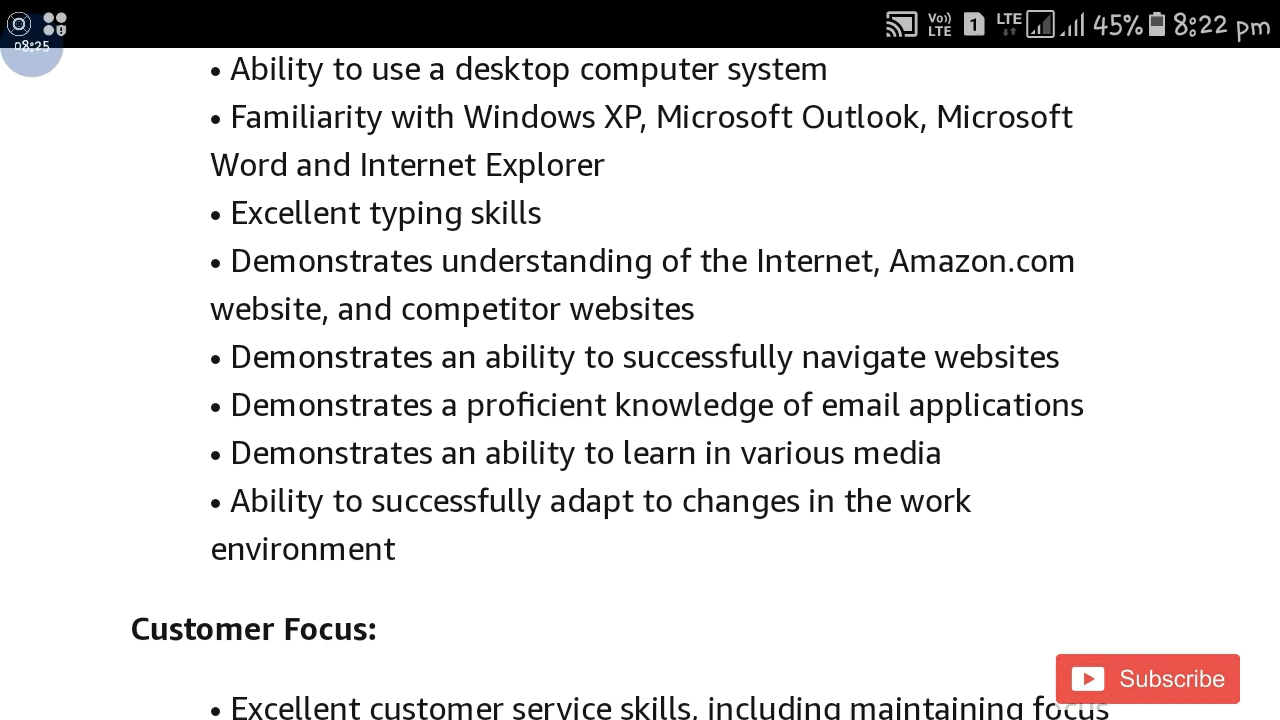 08:25
Vo)) LTE 1 LTE 45% 8:22 pm
• Ability to use a desktop computer system
• Familiarity with Windows XP, Microsoft Outlook, Microsoft
Word and Internet Explorer
• Excellent typing skills
• Demonstrates understanding of the Internet, Amazon.com
website, and competitor websites
• Demonstrates an ability to successfully navigate websites
• Demonstrates a proficient knowledge of email applications
• Demonstrates an ability to learn in various media
• Ability to successfully adapt to changes in the work
environment
Customer Focus:
Subscribe
• Excellent customer service skills, including maintaining focus